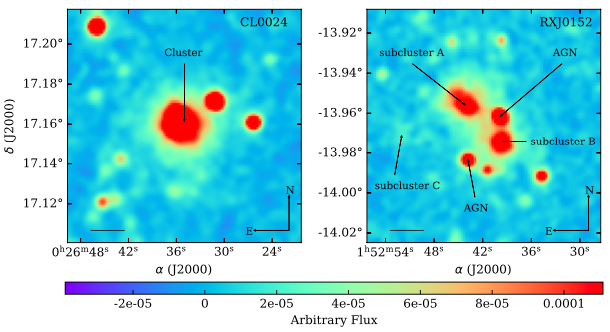 CL0024
17.20°
17.18°
17.16°
17.14°
17.12°
δ (J2000)
Cluster
N
E
0ʰ26ᵐ48ˢ 42ˢ 36ˢ 30ˢ 24ˢ
α (J2000)
RXJ0152
-13.92°
-13.94°
-13.96°
-13.98°
-14.00°
-14.02°
subcluster A
AGN
subcluster B
subcluster C
AGN
N
E
1ʰ52ᵐ54ˢ 48ˢ 42ˢ 36ˢ 30ˢ
α (J2000)
-2e-05 0 2e-05 4e-05 6e-05 8e-05 0.0001
Arbitrary Flux